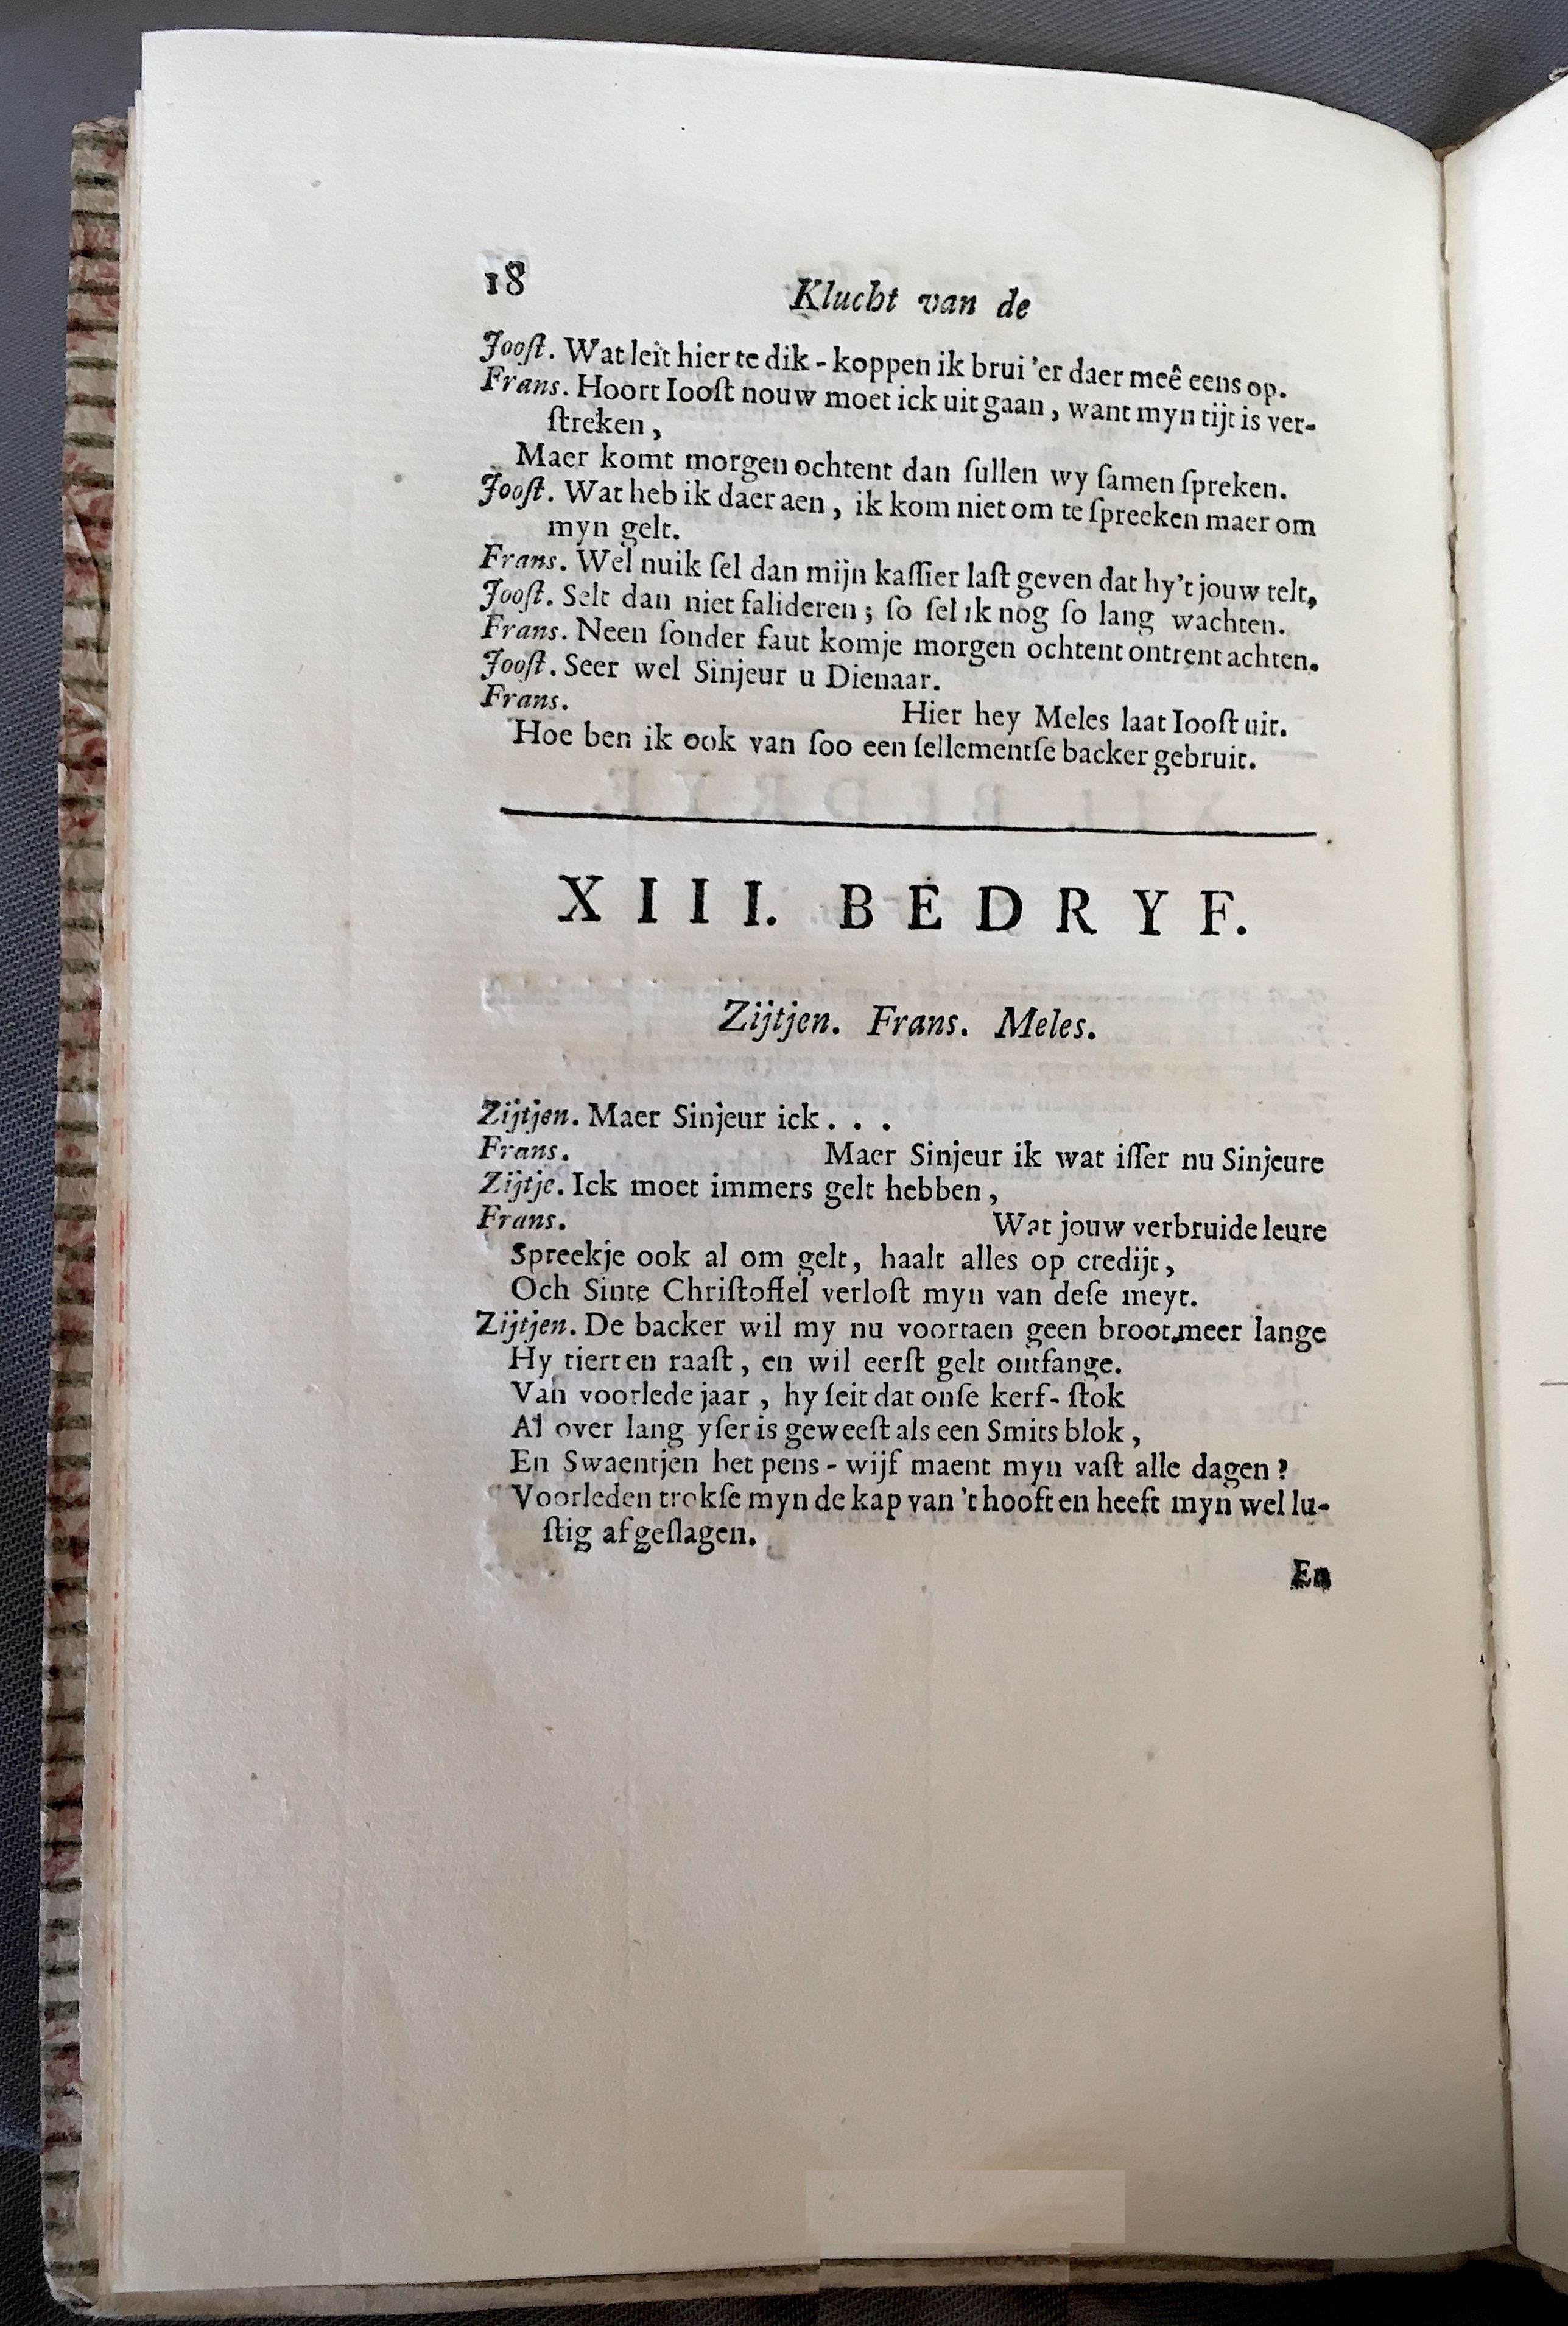 18
Klucht van de
Jooſt. Wat leit hier te dik-koppen ik brui 'er daer meê eens op.
Frans. Hoort Iooſt nouw moet ick uit gaan, want myn tijt is ver-
ſtreken,
Maer komt morgen ochtent dan ſullen wy ſamen ſpreken.
Jooſt. Wat heb ik daer aen, ik kom niet om te ſpreeken maer om
myn gelt.
Frans. Wel nu ik ſel dan mijn kaſſier laſt geven dat hy't jouw telt,
Jooſt. Selt dan niet falideren; ſo ſel ik nog ſo lang wachten.
Frans. Neen ſonder faut komje morgen ochtent ontrent achten.
Jooſt. Seer wel Sinjeur u Dienaar.
Frans. Hier hey Meles laat Iooſt uit.
Hoe ben ik ook van ſoo een ſellementſe backer gebruit.
XIII. BEDRYF.
Zijtjen. Frans. Meles.
Zijtjen. Maer Sinjeur ick...
Frans. Maer Sinjeur ik wat iſſer nu Sinjeure
Zijtje. Ick moet immers gelt hebben,
Frans. Wat jouw verbruide leure
Spreekje ook al om gelt, haalt alles op credijt,
Och Sinte Chriſtoffel verloſt myn van deſe meyt.
Zijtjen. De backer wil my nu voortaen geen broot meer lange
Hy tiert en raaſt, en wil eerſt gelt ontfange.
Van voorlede jaar, hy ſeit dat onſe kerf-ſtok
Al over lang yſer is geweeſt als een Smits blok,
En Swaentjen het pens-wijf maent myn vaſt alle dagen?
Voorleden trokſe myn de kap van 't hooft en heeft myn wel lu-
ſtig afgeſlagen.
En